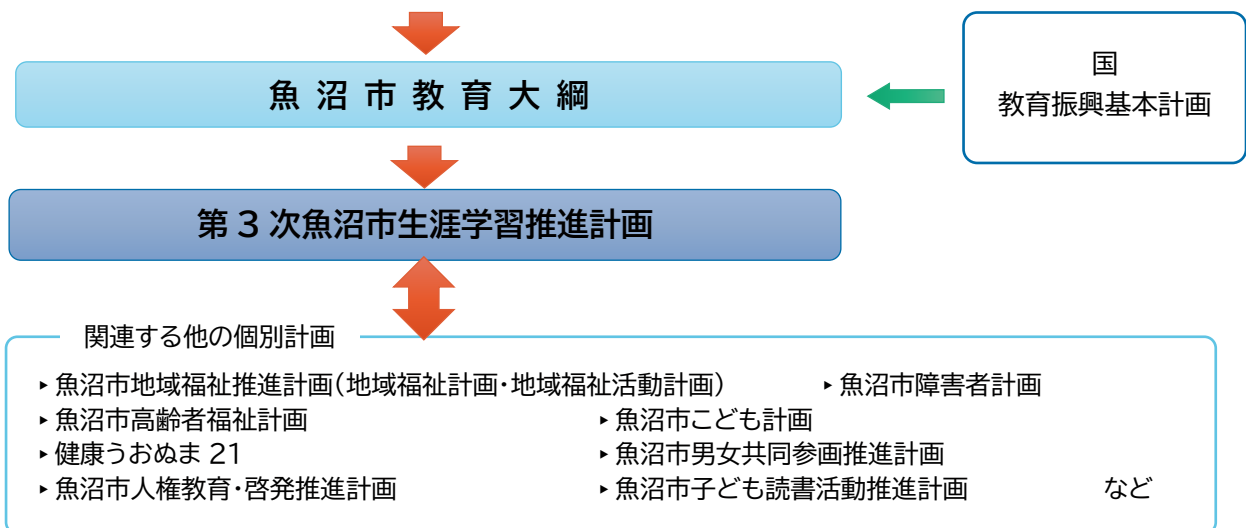 国
教育振興基本計画
魚沼市教育大綱
第 3 次魚沼市生涯学習推進計画
関連する他の個別計画
▸魚沼市地域福祉推進計画(地域福祉計画・地域福祉活動計画) ▸魚沼市障害者計画
▸魚沼市高齢者福祉計画 ▸魚沼市こども計画
▸健康うおぬま 21 ▸魚沼市男女共同参画推進計画
▸魚沼市人権教育・啓発推進計画 ▸魚沼市子ども読書活動推進計画 など